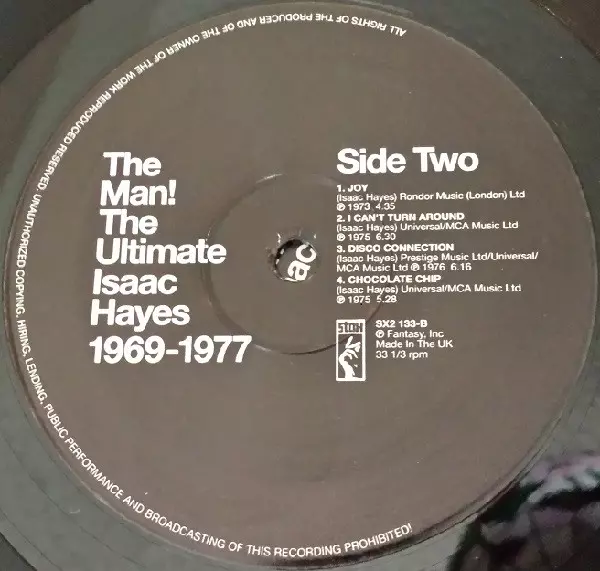 ALL RIGHTS OF THE PRODUCER AND OF THE OWNER OF THE WORK REPRODUCED RESERVED. UNAUTHORIZED COPYING, HIRING, LENDING, PUBLIC PERFORMANCE AND BROADCASTING OF THIS RECORDING PROHIBITED!
The
Man!
The
Ultimate
Isaac
Hayes
1969-1977
Side Two
1. JOY
(Isaac Hayes) Rondor Music (London) Ltd
℗ 1973 4.35
2. I CAN'T TURN AROUND
(Isaac Hayes) Universal/MCA Music Ltd
℗ 1975 6.30
3. DISCO CONNECTION
(Isaac Hayes) Prestige Music Ltd/Universal/
MCA Music Ltd ℗ 1976 6.16
4. CHOCOLATE CHIP
(Isaac Hayes) Universal/MCA Music Ltd
℗ 1975 5.28
STAX
SX2 133-B
℗ Fantasy, Inc
Made In The UK
33 1/3 rpm
ac